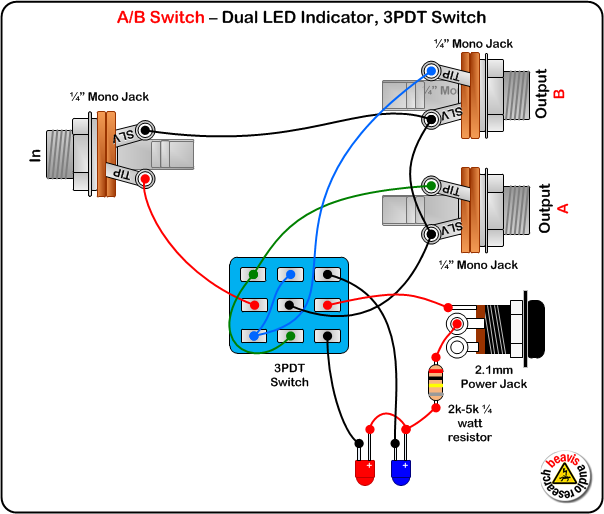 A/B Switch – Dual LED Indicator, 3PDT Switch
¼” Mono Jack
¼” Mono Jack
TIP
¼” Mo
SLV
Output
B
SLV
TIP
In
TIP
SLV
Output
A
¼” Mono Jack
3PDT
Switch
2.1mm
Power Jack
2k-5k ¼
watt
resistor
+
+
beavis audio research